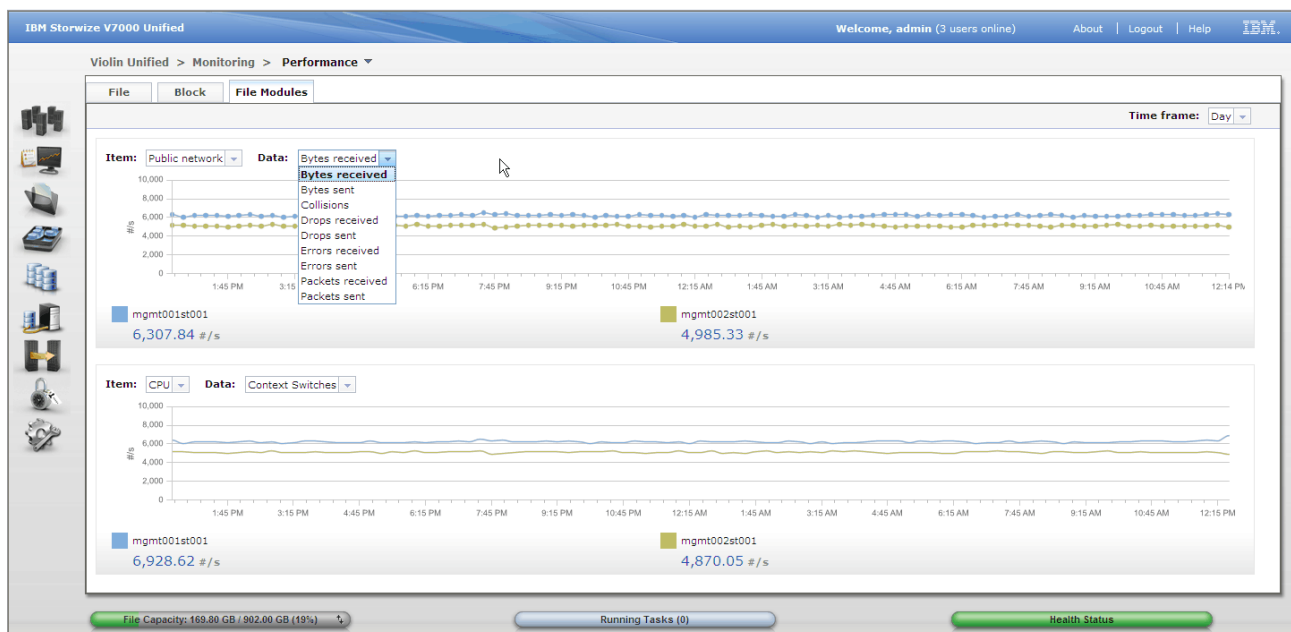 IBM Storwize V7000 Unified Welcome, admin (3 users online) About | Logout | Help IBM.
Violin Unified > Monitoring > Performance
File Block File Modules
Time frame: Day
Item: Public network Data: Bytes received
Bytes received
Bytes sent
Collisions
Drops received
Drops sent
Errors received
Errors sent
Packets received
Packets sent
10,000
8,000
6,000
4,000
2,000
0
#/s
1:45 PM 3:15 6:15 PM 7:45 PM 9:15 PM 10:45 PM 12:15 AM 1:45 AM 3:15 AM 4:45 AM 6:15 AM 7:45 AM 9:15 AM 10:45 AM 12:14 PM
mgmt001st001 mgmt002st001
6,307.84 #/s 4,985.33 #/s
Item: CPU Data: Context Switches
10,000
8,000
6,000
4,000
2,000
0
#/s
1:45 PM 3:15 PM 4:45 PM 6:15 PM 7:45 PM 9:15 PM 10:45 PM 12:15 AM 1:45 AM 3:15 AM 4:45 AM 6:15 AM 7:45 AM 9:15 AM 10:45 AM 12:15 PM
mgmt001st001 mgmt002st001
6,928.62 #/s 4,870.05 #/s
File Capacity: 169.80 GB / 902.00 GB (19%) Running Tasks (0) Health Status